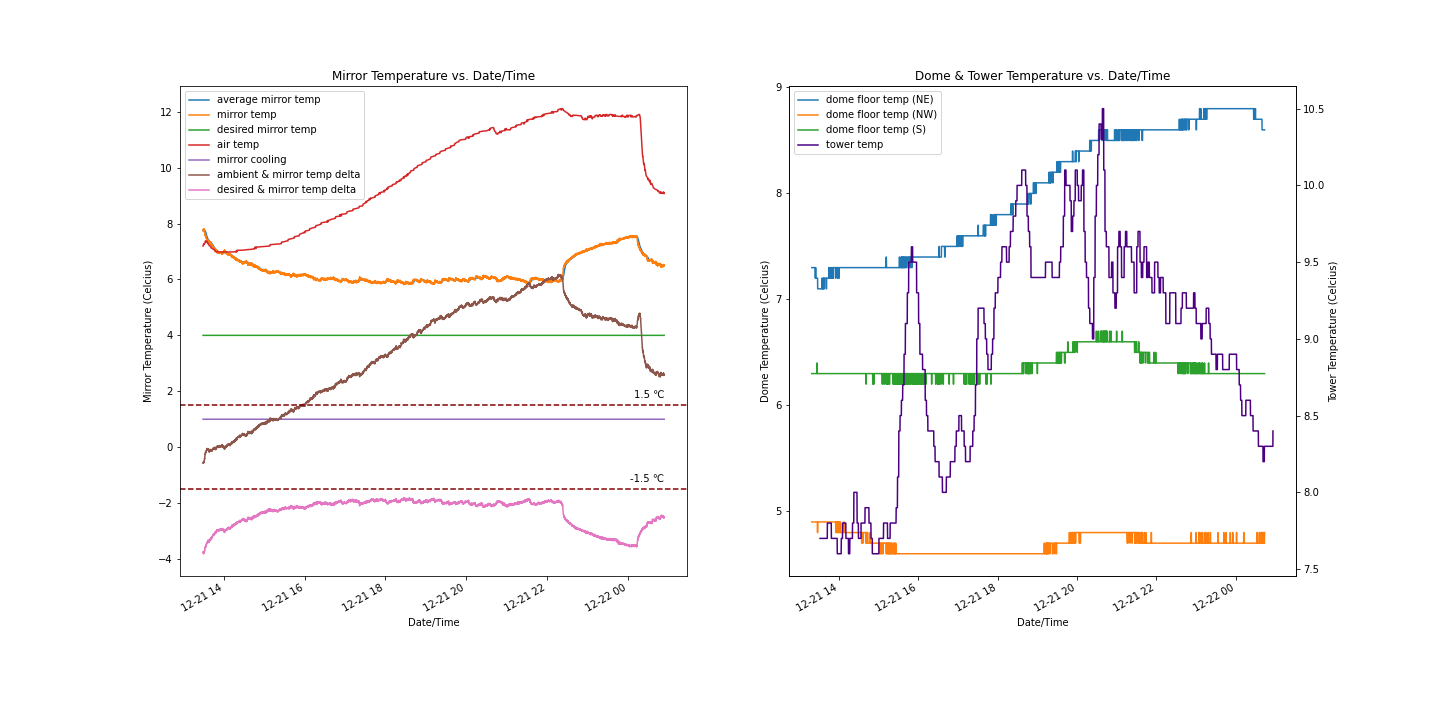 Mirror Temperature vs. Date/Time
average mirror temp
mirror temp
desired mirror temp
air temp
mirror cooling
ambient & mirror temp delta
desired & mirror temp delta
12
10
8
6
4
2
0
−2
−4
Mirror Temperature (Celcius)
1.5 °C
-1.5 °C
12-21 14
12-21 16
12-21 18
12-21 20
12-21 22
12-22 00
Date/Time
Dome & Tower Temperature vs. Date/Time
dome floor temp (NE)
dome floor temp (NW)
dome floor temp (S)
tower temp
9
8
7
6
5
Dome Temperature (Celcius)
10.5
10.0
9.5
9.0
8.5
8.0
7.5
Tower Temperature (Celcius)
12-21 14
12-21 16
12-21 18
12-21 20
12-21 22
12-22 00
Date/Time